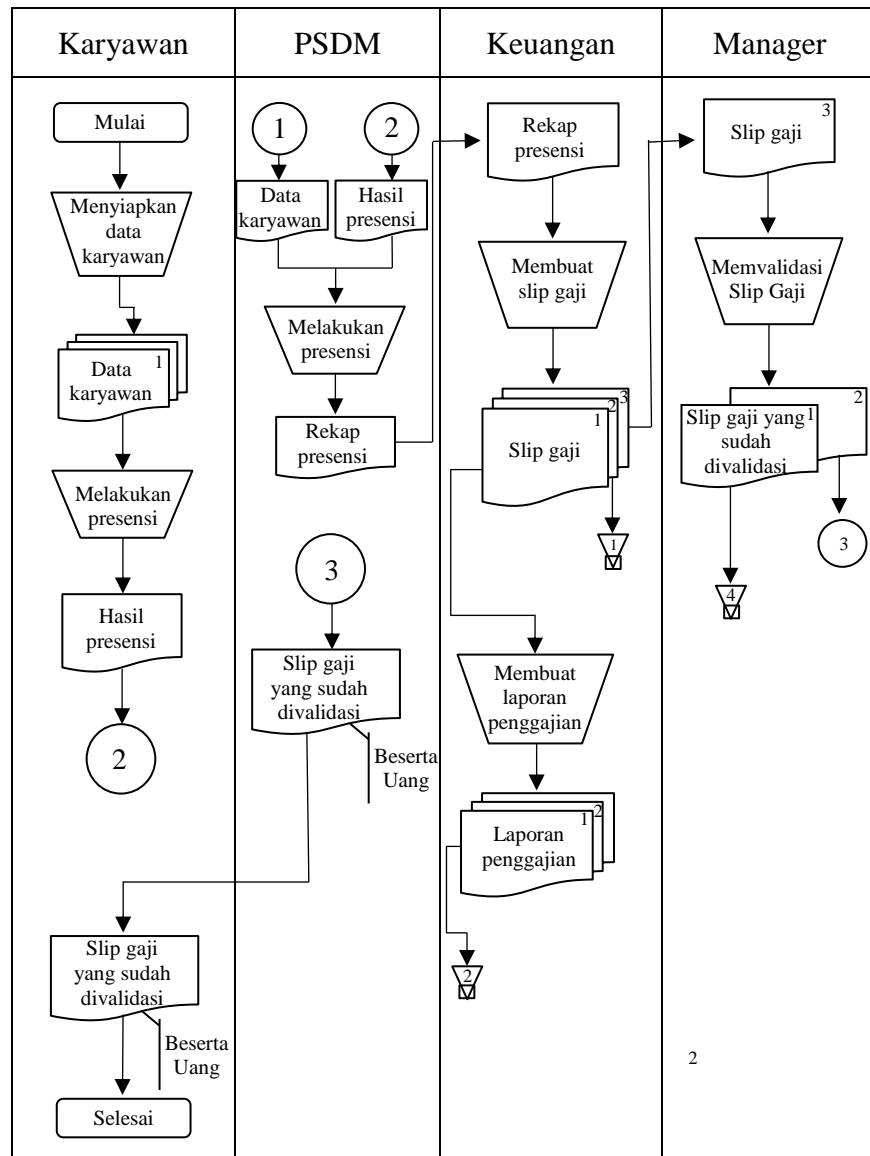 Karyawan
PSDM
Keuangan
Manager
Mulai
Menyiapkan
data
karyawan
1
Data
karyawan
Melakukan
presensi
Hasil
presensi
2
Slip gaji
yang sudah
divalidasi
Beserta
Uang
Selesai
1
2
Data
karyawan
Hasil
presensi
Melakukan
presensi
Rekap
presensi
3
Slip gaji
yang sudah
divalidasi
Beserta
Uang
Rekap
presensi
Membuat
slip gaji
3
2
1
Slip gaji
1
Membuat
laporan
penggajian
2
1
Laporan
penggajian
2
3
Slip gaji
Memvalidasi
Slip Gaji
2
Slip gaji yang 1
sudah
divalidasi
3
4
2